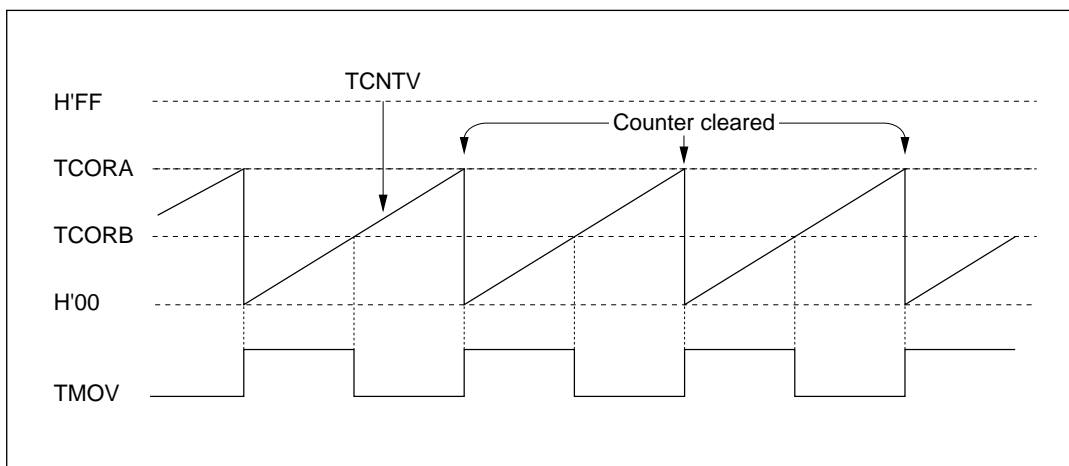 TCNTV
H'FF
Counter cleared
TCORA
TCORB
H'00
TMOV